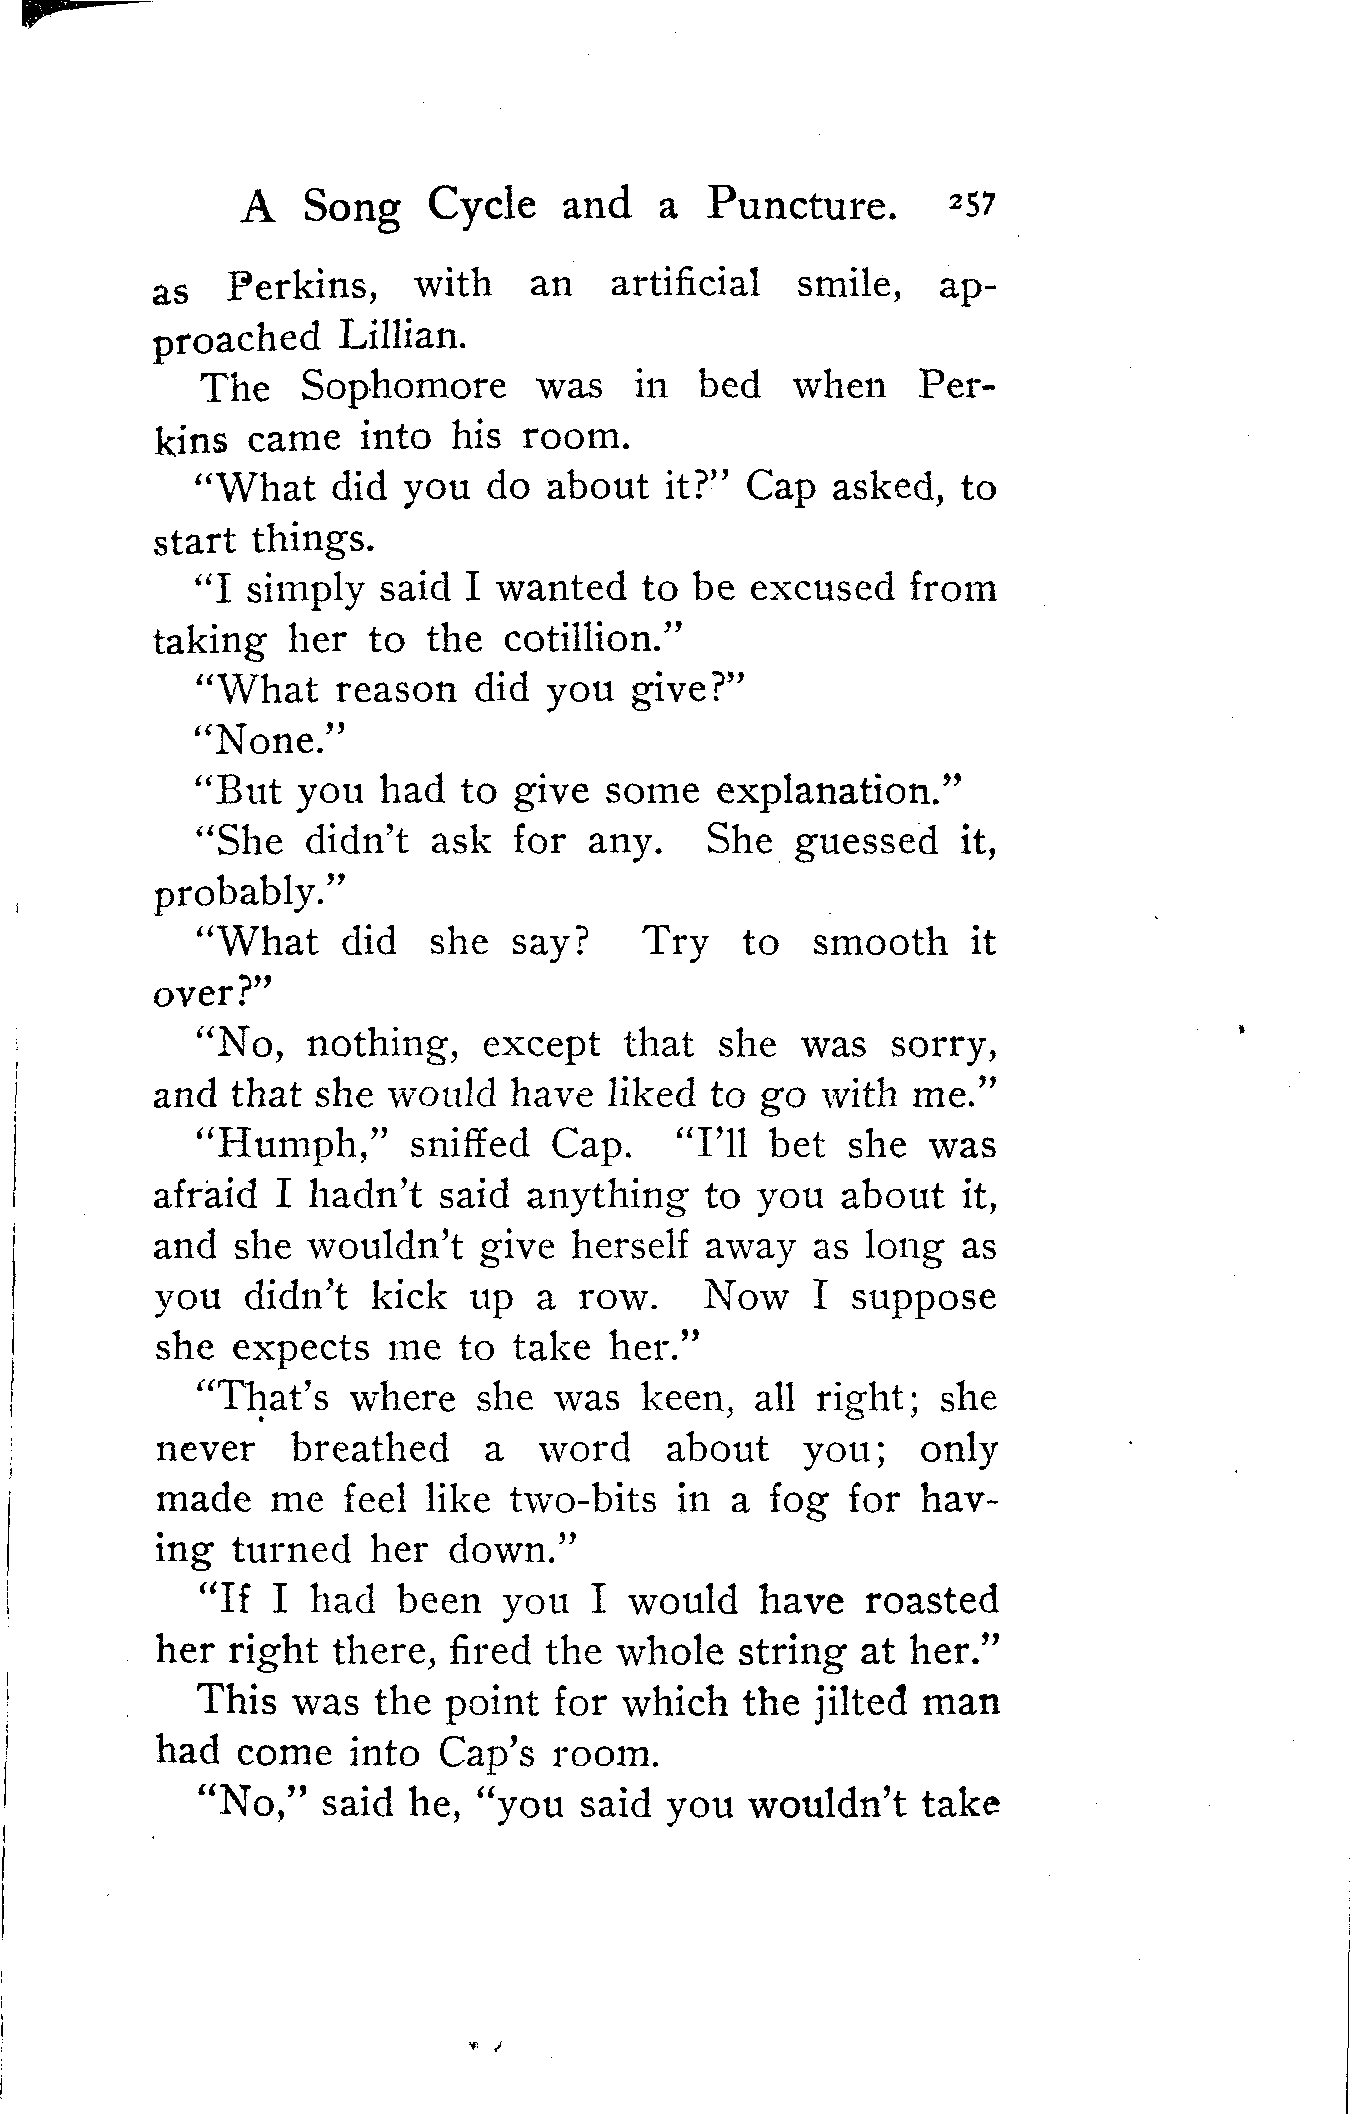 A Song Cycle and a Puncture. 257
as Perkins, with an artificial smile, ap-
proached Lillian.
The Sophomore was in bed when Per-
kins came into his room.
"What did you do about it?" Cap asked, to
start things.
"I simply said I wanted to be excused from
taking her to the cotillion."
"What reason did you give?"
"None."
"But you had to give some explanation."
"She didn't ask for any. She guessed it,
probably."
"What did she say? Try to smooth it
over?"
"No, nothing, except that she was sorry,
and that she would have liked to go with me."
"Humph," sniffed Cap. "I'll bet she was
afraid I hadn't said anything to you about it,
and she wouldn't give herself away as long as
you didn't kick up a row. Now I suppose
she expects me to take her."
"That's where she was keen, all right; she
never breathed a word about you; only
made me feel like two-bits in a fog for hav-
ing turned her down."
"If I had been you I would have roasted
her right there, fired the whole string at her."
This was the point for which the jilted man
had come into Cap's room.
"No," said he, "you said you wouldn't take